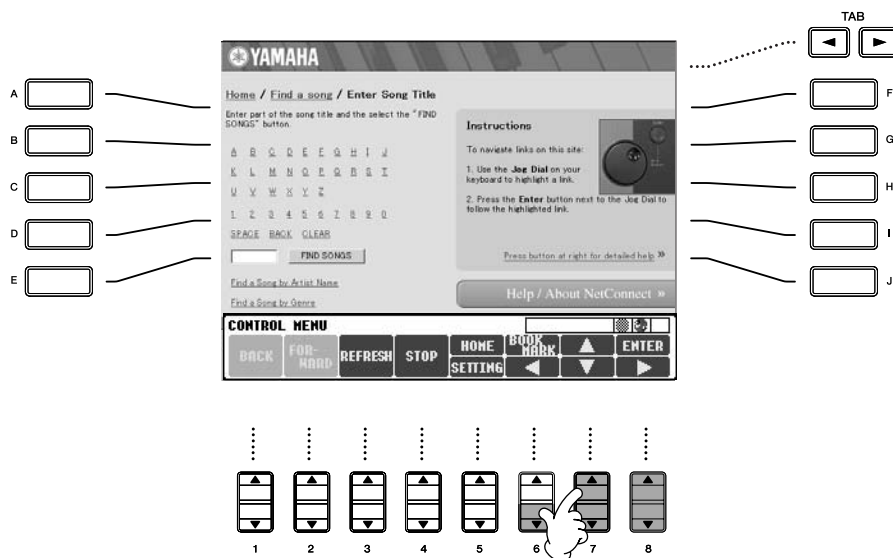 TAB
YAMAHA
Home / Find a song / Enter Song Title
Enter part of the song title and the select the "FIND
SONGS" button.
A B C D E F G H I J
K L M N O P Q R S T
U V W X Y Z
1 2 3 4 5 6 7 8 9 0
SPACE BACK CLEAR
FIND SONGS
Find a Song by Artist Name
Find a Song by Genre
Instructions
To navigate links on this site:
1. Use the Jog Dial on your
keyboard to highlight a link.
2. Press the Enter button next to the Jog Dial to
follow the highlighted link.
Press button at right for detailed help »
Help / About NetConnect »
CONTROL MENU
BACK
FOR-
WARD
REFRESH
STOP
HOME
SETTING
BOOK
MARK
ENTER
A
B
C
D
E
F
G
H
I
J
1 2 3 4 5 6 7 8